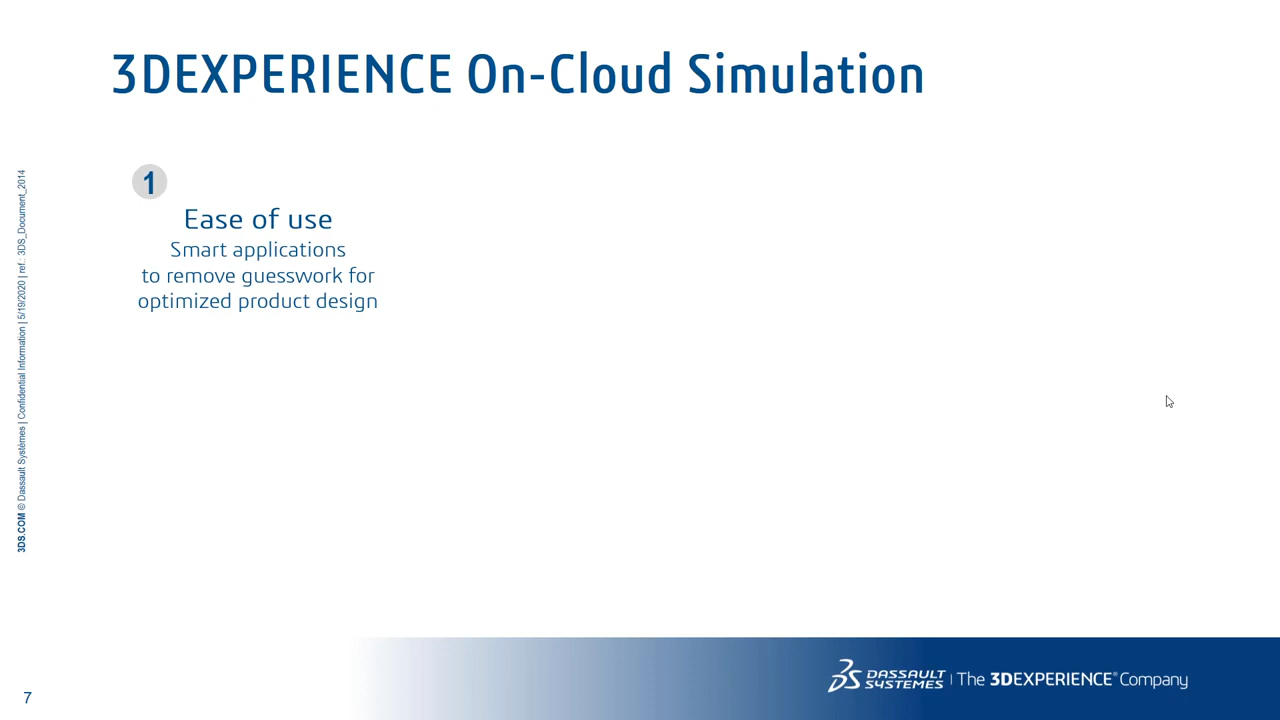 3DEXPERIENCE On-Cloud Simulation
1
Ease of use
Smart applications
to remove guesswork for
optimized product design
3DS.COM © Dassault Systèmes | Confidential Information | 5/19/2020 | ref.: 3DS_Document_2014
7
DASSAULT
SYSTEMES | The 3DEXPERIENCE® Company